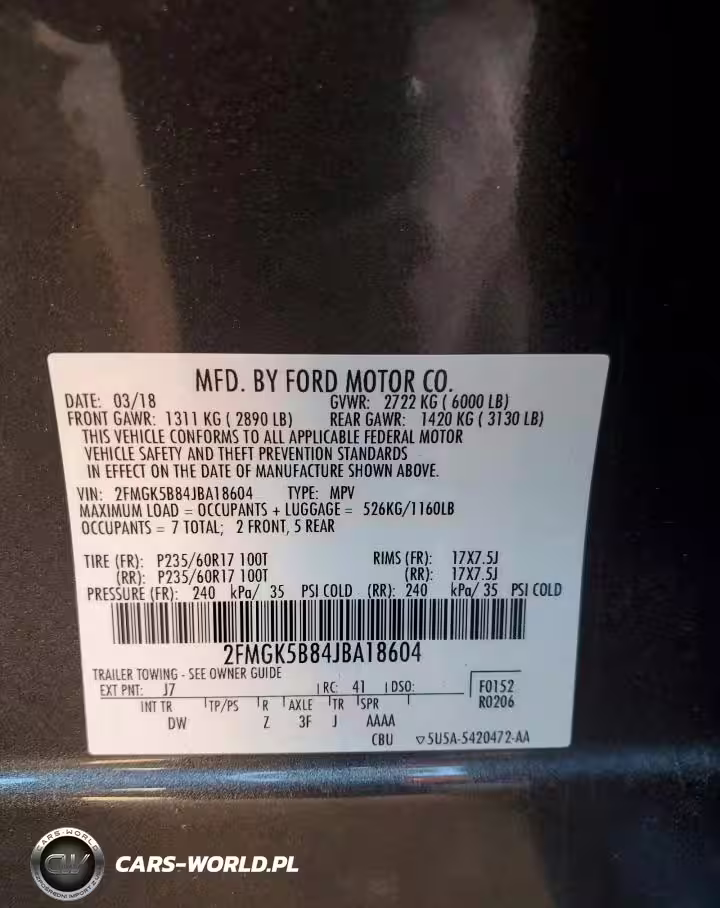 MFD. BY FORD MOTOR CO.
DATE: 03/18 GVWR: 2722 KG ( 6000 LB)
FRONT GAWR: 1311 KG ( 2890 LB) REAR GAWR: 1420 KG ( 3130 LB)
THIS VEHICLE CONFORMS TO ALL APPLICABLE FEDERAL MOTOR
VEHICLE SAFETY AND THEFT PREVENTION STANDARDS
IN EFFECT ON THE DATE OF MANUFACTURE SHOWN ABOVE.
VIN: 2FMGK5B84JBA18604 TYPE: MPV
MAXIMUM LOAD = OCCUPANTS + LUGGAGE = 526KG/1160LB
OCCUPANTS = 7 TOTAL; 2 FRONT, 5 REAR
TIRE (FR): P235/60R17 100T RIMS (FR): 17X7.5J
(RR): P235/60R17 100T (RR): 17X7.5J
PRESSURE (FR): 240 kPa/ 35 PSI COLD (RR): 240 kPa/ 35 PSI COLD
2FMGK5B84JBA18604
TRAILER TOWING - SEE OWNER GUIDE
EXT PNT: J7 RC: 41 DSO: F0152
INT TR TP/PS R AXLE TR SPR R0206
DW Z 3F J AAAA
CBU ▽5U5A-5420472-AA
CARS-WORLD
CW
CARS-WORLD.PL